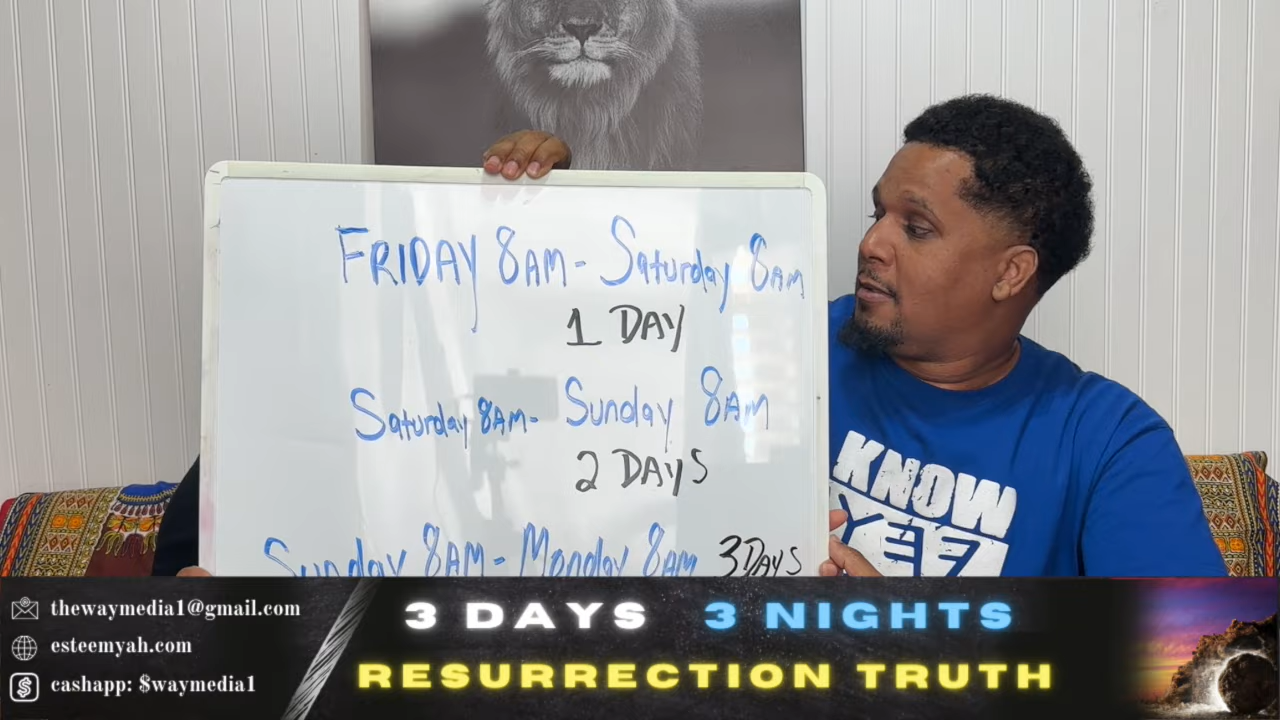 FRIDAY 8AM - Saturday 8AM
1 DAY
Saturday 8AM - Sunday 8AM
2 DAYS
Sunday 8AM - Monday 8AM 3 DAYS
KNOW
thewaymedia1@gmail.com
esteemyah.com
cashapp: $waymedia1
3 DAYS 3 NIGHTS
RESURRECTION TRUTH